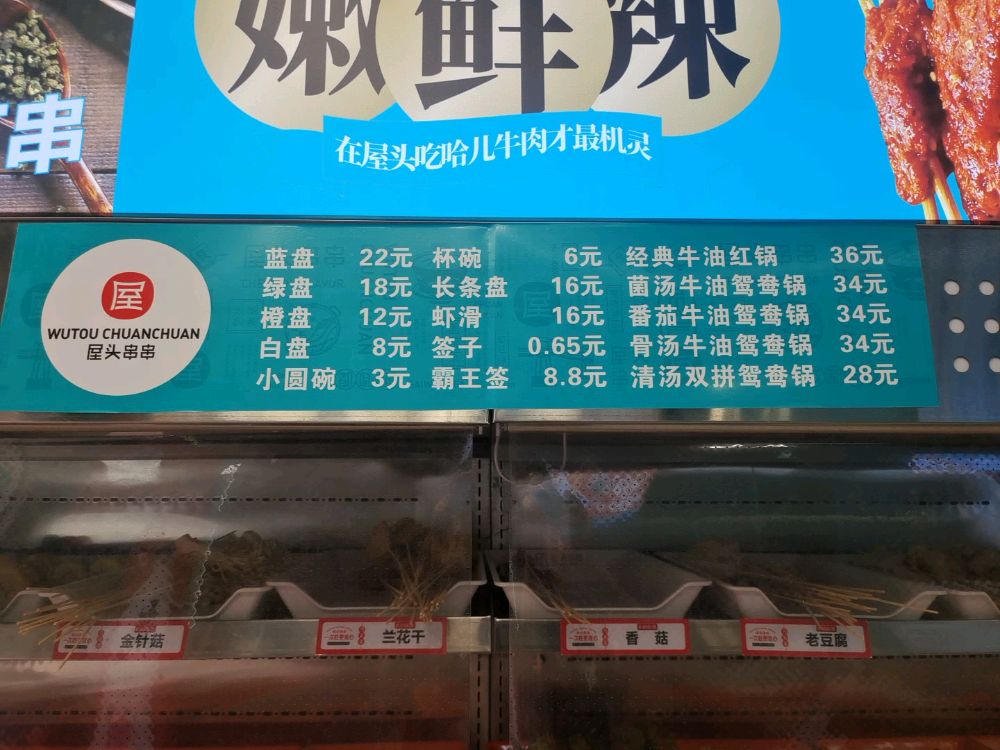 嫩鲜辣
串
在屋头吃哈儿牛肉才最机灵
屋
WUTOU CHUANCHUAN
屋头串串
蓝盘 22元 杯碗 6元 经典牛油红锅 36元
绿盘 18元 长条盘 16元 菌汤牛油鸳鸯锅 34元
橙盘 12元 虾滑 16元 番茄牛油鸳鸯锅 34元
白盘 8元 签子 0.65元 骨汤牛油鸳鸯锅 34元
小圆碗 3元 霸王签 8.8元 清汤双拼鸳鸯锅 28元
金针菇
兰花干
香菇
老豆腐